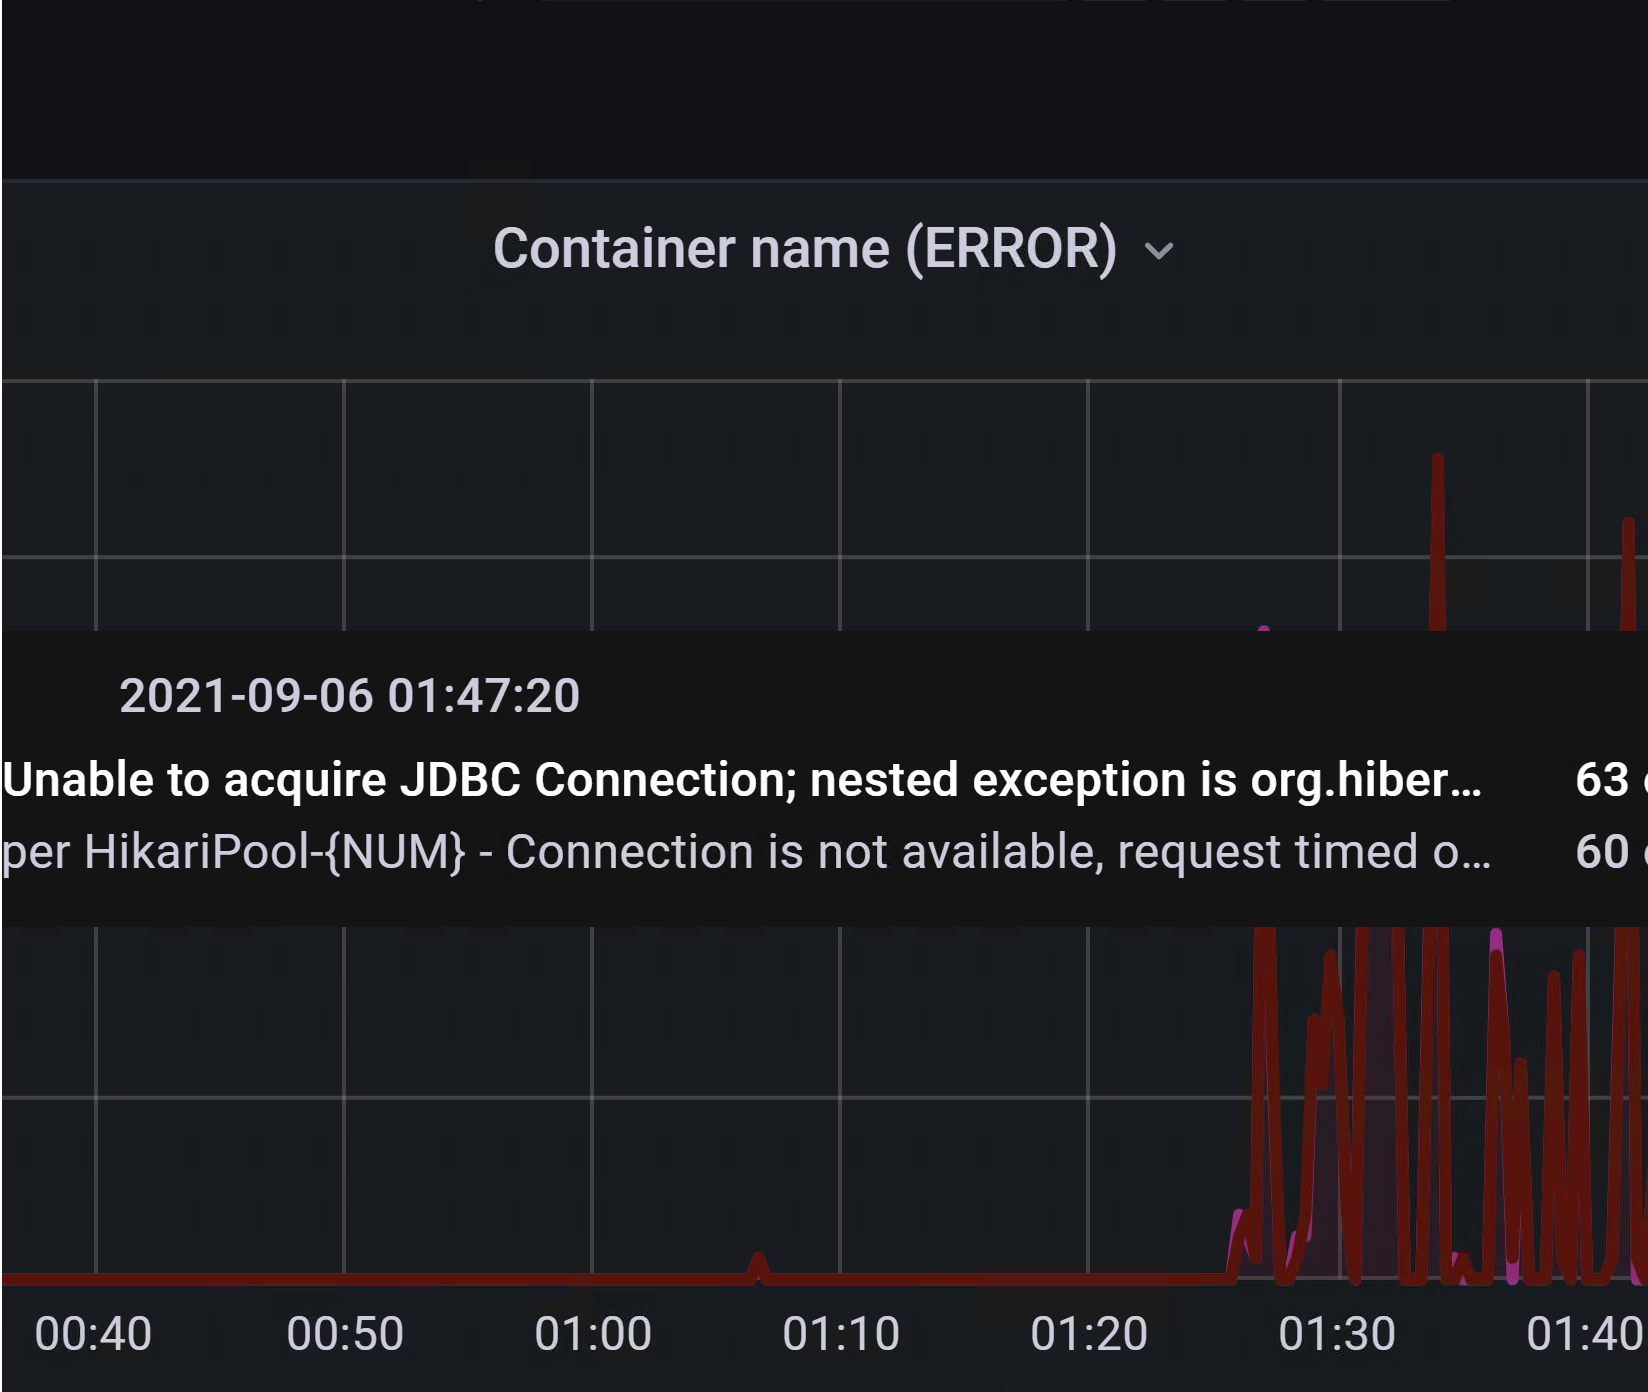 Container name (ERROR)
2021-09-06 01:47:20
Unable to acquire JDBC Connection; nested exception is org.hiber... 63
per HikariPool-{NUM} - Connection is not available, request timed o... 60
00:40 00:50 01:00 01:10 01:20 01:30 01:40